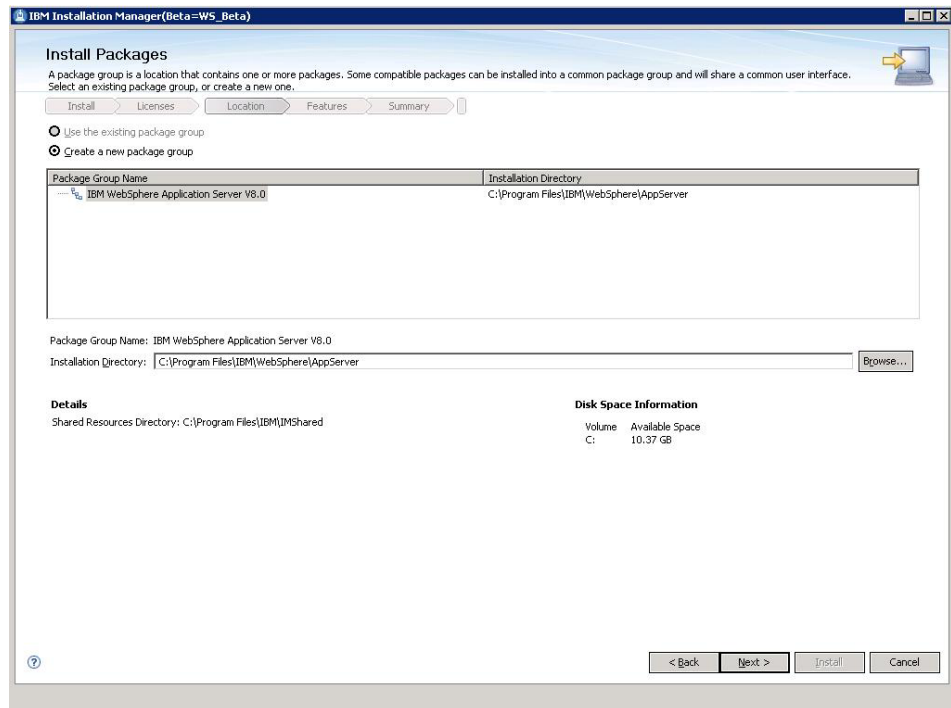 IBM Installation Manager(Beta=WS_Beta)
Install Packages
A package group is a location that contains one or more packages. Some compatible packages can be installed into a common package group and will share a common user interface.
Select an existing package group, or create a new one.
Install Licenses Location Features Summary
Use the existing package group
Create a new package group
Package Group Name Installation Directory
IBM WebSphere Application Server V8.0 C:\Program Files\IBM\WebSphere\AppServer
Package Group Name: IBM WebSphere Application Server V8.0
Installation Directory: C:\Program Files\IBM\WebSphere\AppServer Browse...
Details Disk Space Information
Shared Resources Directory: C:\Program Files\IBM\IMShared
Volume Available Space
C: 10.37 GB
? < Back Next > Install Cancel